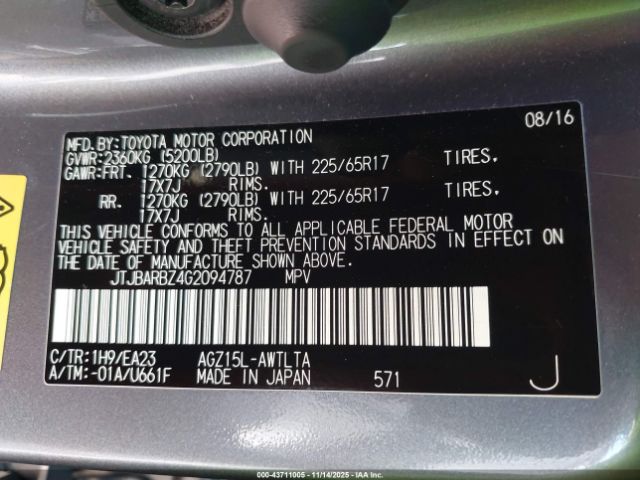 MFD.BY:TOYOTA MOTOR CORPORATION 08/16
GVWR:2360KG (5200LB)
GAWR:FRT. 1270KG (2790LB) WITH 225/65R17 TIRES,
17X7J RIMS.
RR. 1270KG (2790LB) WITH 225/65R17 TIRES,
17X7J RIMS.
THIS VEHICLE CONFORMS TO ALL APPLICABLE FEDERAL MOTOR
VEHICLE SAFETY AND THEFT PREVENTION STANDARDS IN EFFECT ON
THE DATE OF MANUFACTURE SHOWN ABOVE.
JTJBARBZ4G2094787 MPV
C/TR:1H9/EA23 AGZ15L-AWTLTA
A/TM:-01A/U661F MADE IN JAPAN 571 J
000-43711005 - 11/14/2025 - IAAI.COM